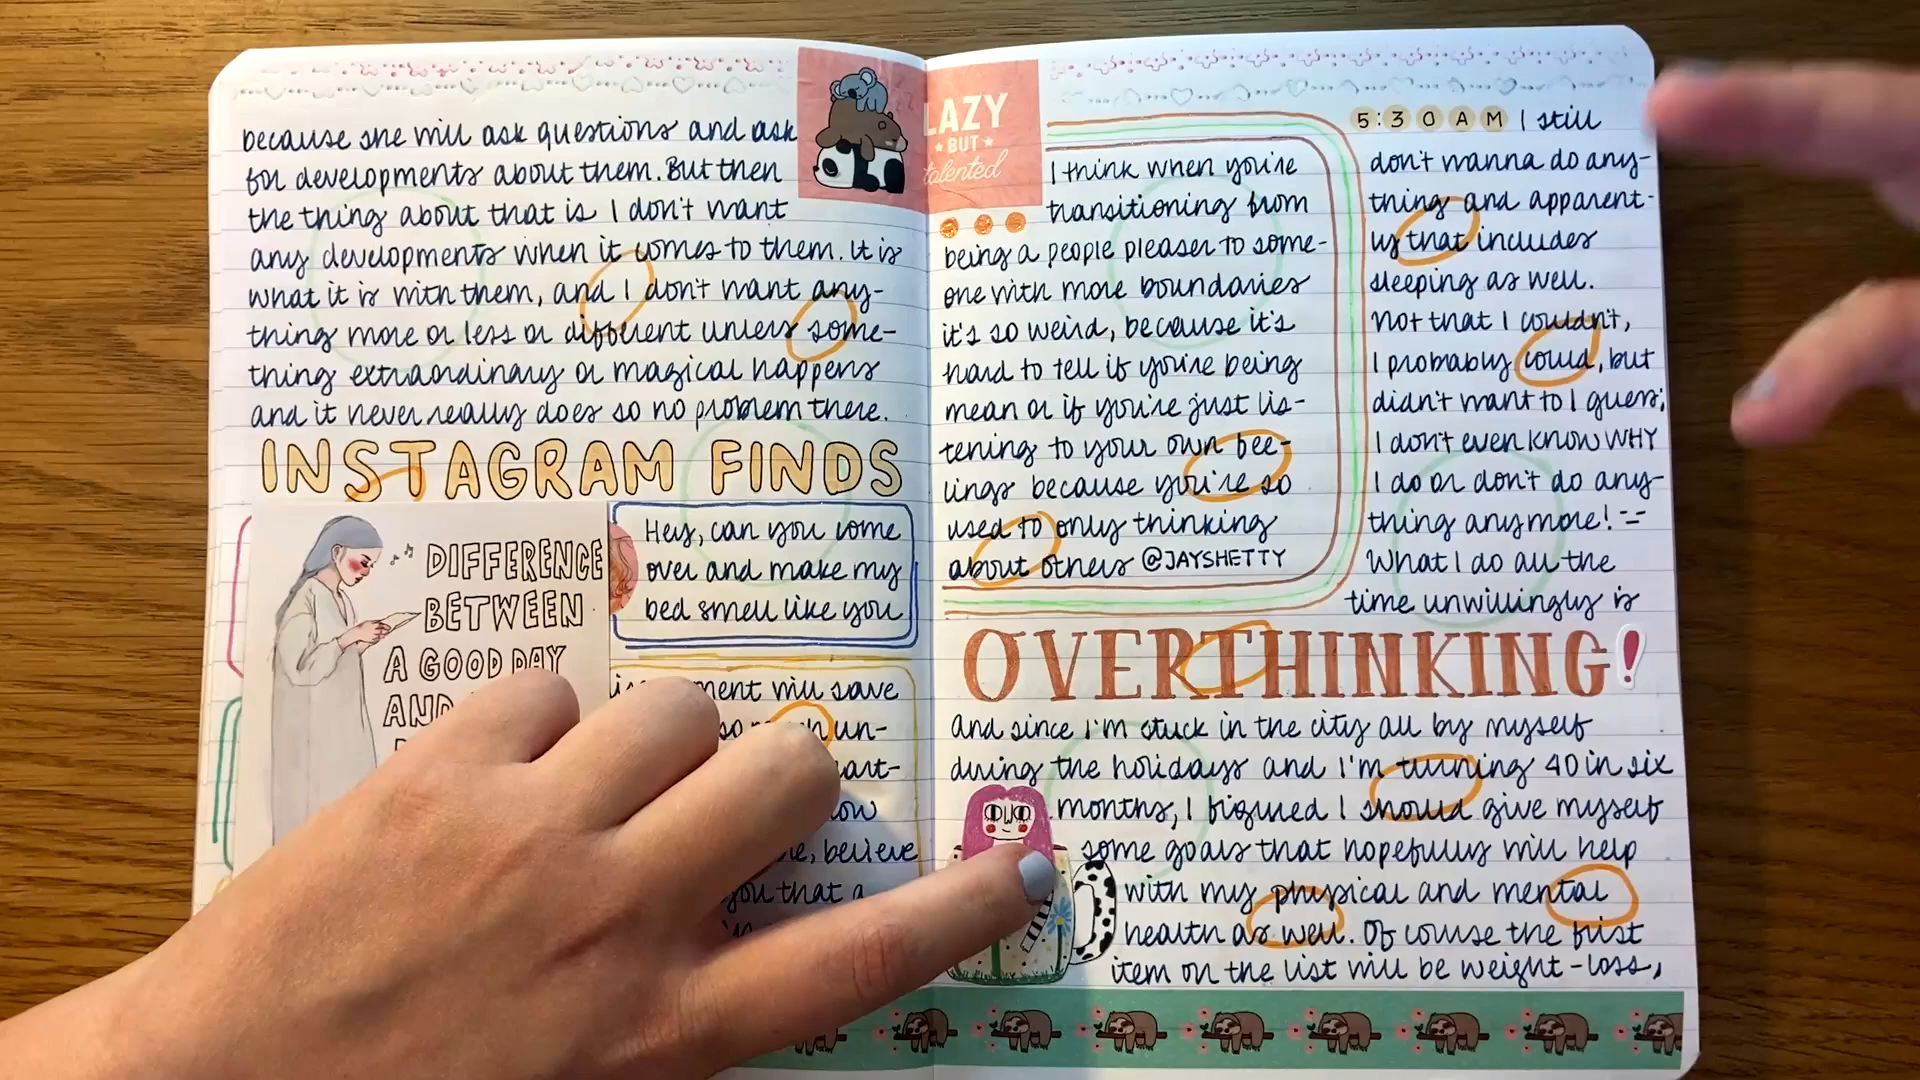 because she will ask questions and ask
for developments about them. But then
the thing about that is I don't want
any developments when it comes to them. It is
what it is with them, and I don't want any-
thing more or less or different unless some-
thing extraordinary or magical happens
and it never really does so no problem there.
INSTAGRAM FINDS
DIFFERENCE
BETWEEN
A GOOD DAY
AND
Hey, can you come
over and make my
bed smell like you
ment will save
so un-
believe
you that a
LAZY
BUT
talented
I think when you're
transitioning from
being a people pleaser to some-
one with more boundaries
it's so weird, because it's
hard to tell if you're being
mean or if you're just lis-
tening to your own fee-
lings because you're so
used to only thinking
about others @JAYSHETTY
5:30AM I still
don't wanna do any-
thing and apparent-
ly that includes
sleeping as well.
Not that I couldn't,
I probably could, but
didn't want to I guess;
I don't even know WHY
I do or don't do any-
thing anymore! =-
What I do all the
time unwillingly is
OVERTHINKING!
and since I'm stuck in the city all by myself
during the holidays and I'm turning 40 in six
months, I figured I should give myself
some goals that hopefully will help
with my physical and mental
health as well. Of course the first
item on the list will be weight-loss,